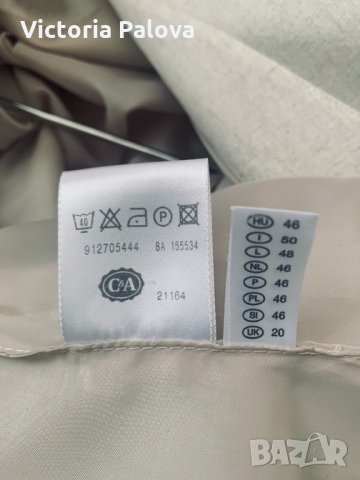 Victoria Palova
40 P
912705444 BA 155534
C&A
21164
HU 46
I 50
L 48
NL 46
P 46
PL 46
SI 46
UK 20
BAZAR